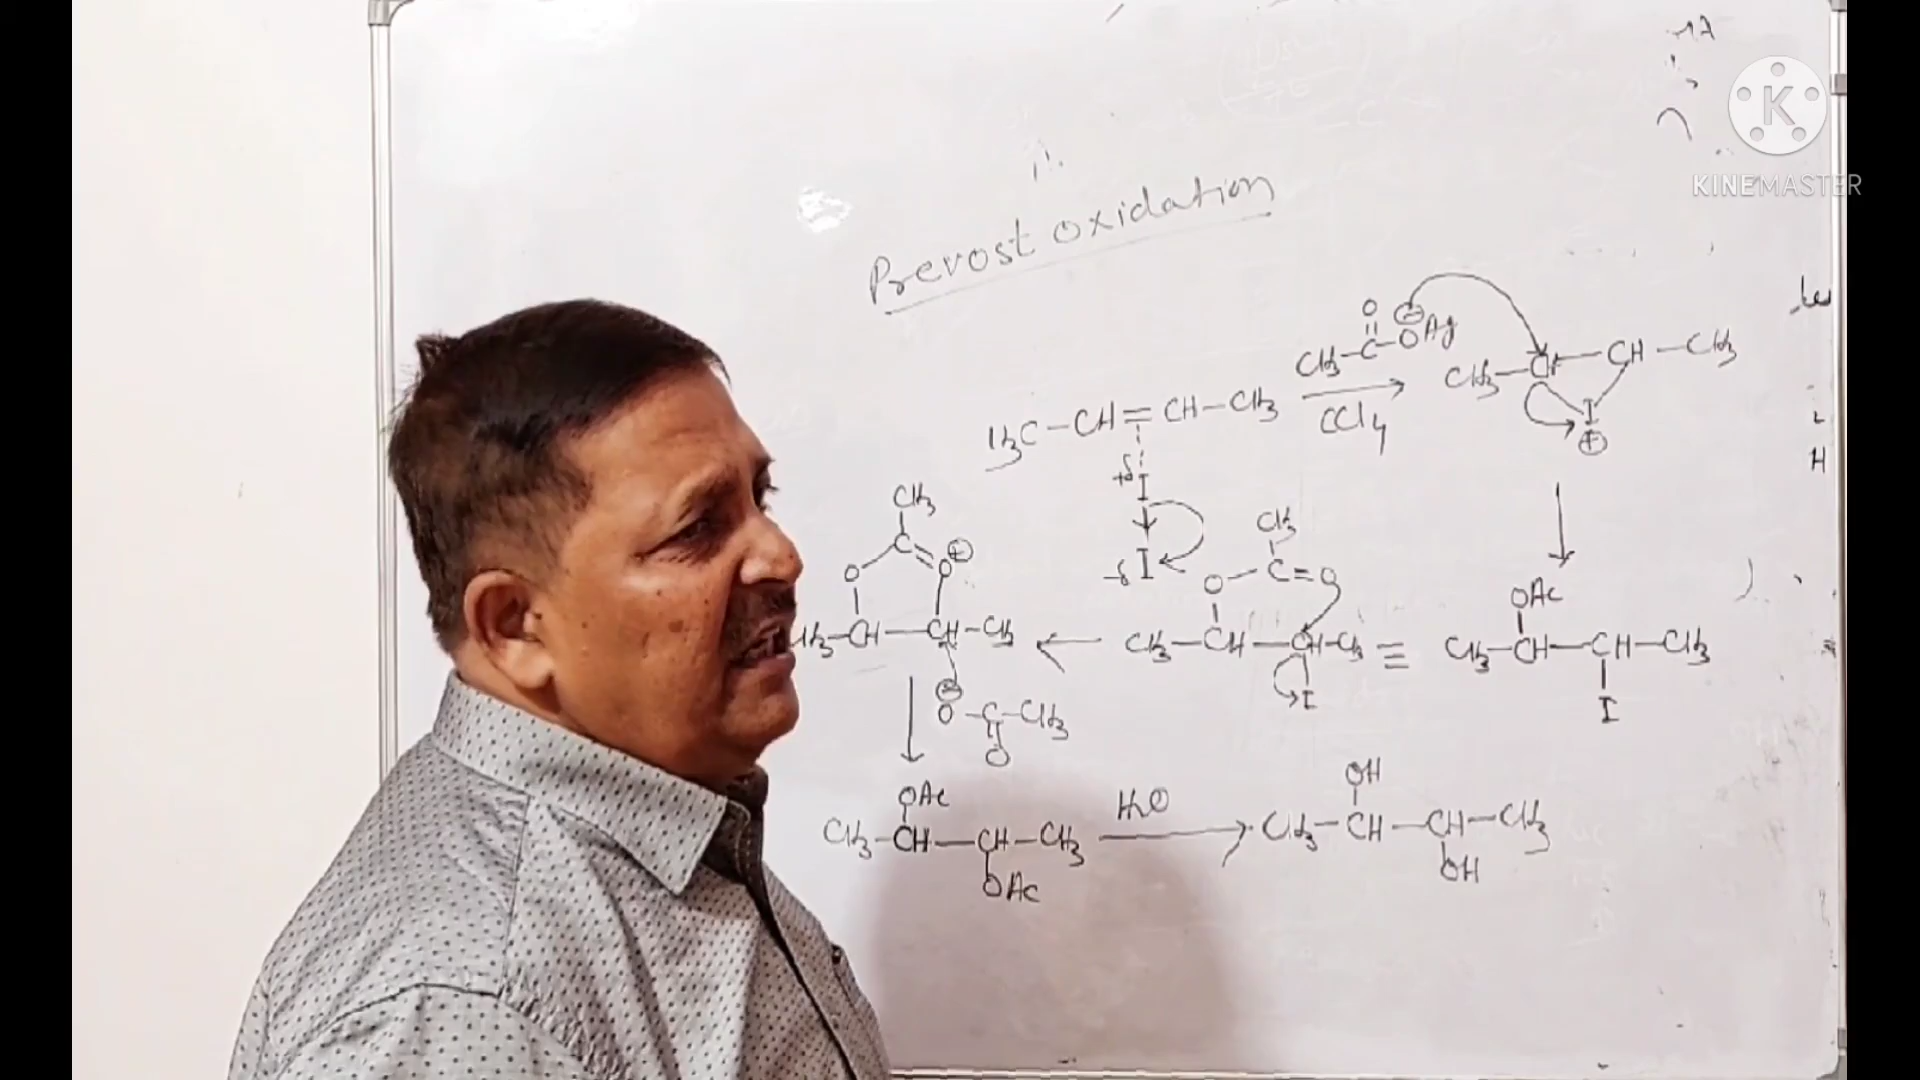 KINEMASTER
Prevost oxidation
H3C-CH=CH-CH3
+δ
I
I
-δ
CH3-C-OAg
O
⊖
CCl4
CH3-CH-CH-CH3
I
⊕
OAc
CH3-CH-CH-CH3
I
≡
CH3
O-C=O
CH3-CH-CH-CH3
I
CH3
O C=O ⊕
H3-CH-CH-CH3
⊖
O-C-CH3
O
OAc
CH3-CH-CH-CH3
OAc
H2O
OH
CH3-CH-CH-CH3
OH
H